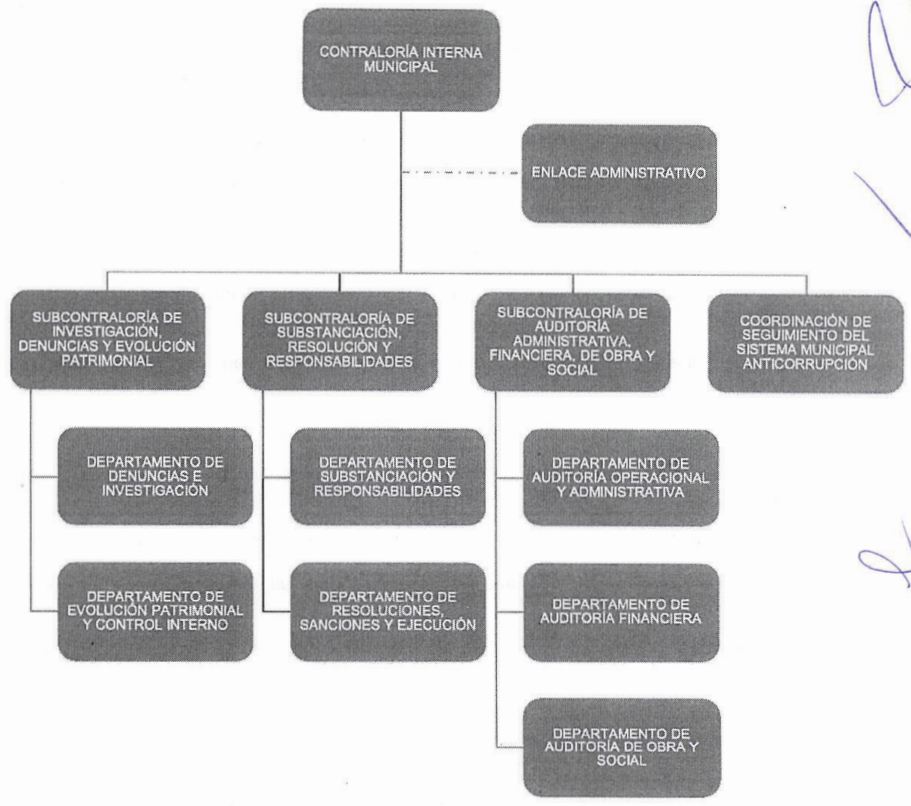 CONTRALORÍA INTERNA
MUNICIPAL
ENLACE ADMINISTRATIVO
SUBCONTRALORÍA DE
INVESTIGACIÓN,
DENUNCIAS Y EVOLUCIÓN
PATRIMONIAL
SUBCONTRALORÍA DE
SUBSTANCIACIÓN,
RESOLUCIÓN Y
RESPONSABILIDADES
SUBCONTRALORÍA DE
AUDITORÍA
ADMINISTRATIVA,
FINANCIERA, DE OBRA Y
SOCIAL
COORDINACIÓN DE
SEGUIMIENTO DEL
SISTEMA MUNICIPAL
ANTICORRUPCIÓN
DEPARTAMENTO DE
DENUNCIAS E
INVESTIGACIÓN
DEPARTAMENTO DE
SUBSTANCIACIÓN Y
RESPONSABILIDADES
DEPARTAMENTO DE
AUDITORÍA OPERACIONAL
Y ADMINISTRATIVA
DEPARTAMENTO DE
EVOLUCIÓN PATRIMONIAL
Y CONTROL INTERNO
DEPARTAMENTO DE
RESOLUCIONES,
SANCIONES Y EJECUCIÓN
DEPARTAMENTO DE
AUDITORÍA FINANCIERA
DEPARTAMENTO DE
AUDITORÍA DE OBRA Y
SOCIAL